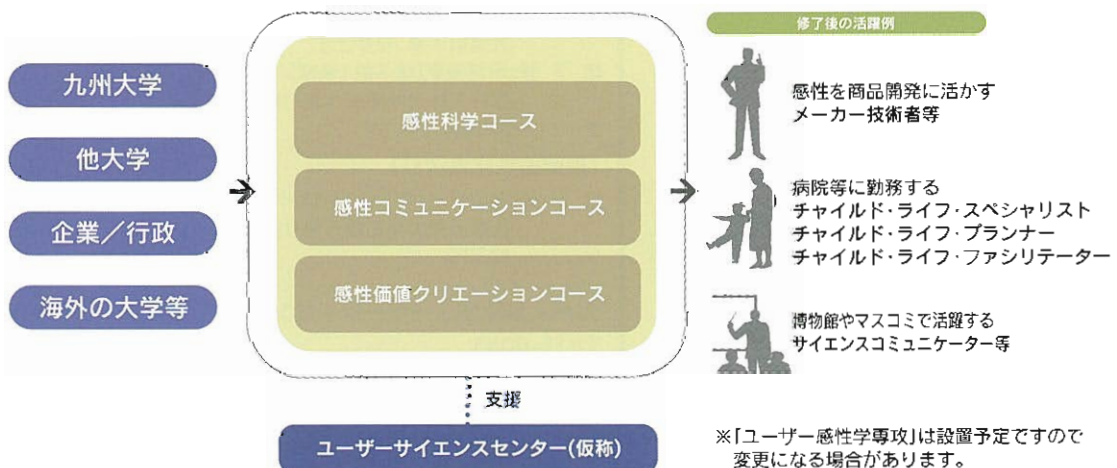 九州大学
他大学
企業／行政
海外の大学等
感性科学コース
感性コミュニケーションコース
感性価値クリエーションコース
支援
ユーザーサイエンスセンター(仮称)
修了後の活躍例
感性を商品開発に活かす
メーカー技術者等
病院等に勤務する
チャイルド・ライフ・スペシャリスト
チャイルド・ライフ・プランナー
チャイルド・ライフ・ファシリテーター
博物館やマスコミで活躍する
サイエンスコミュニケーター等
※「ユーザー感性学専攻」は設置予定ですので
変更になる場合があります。